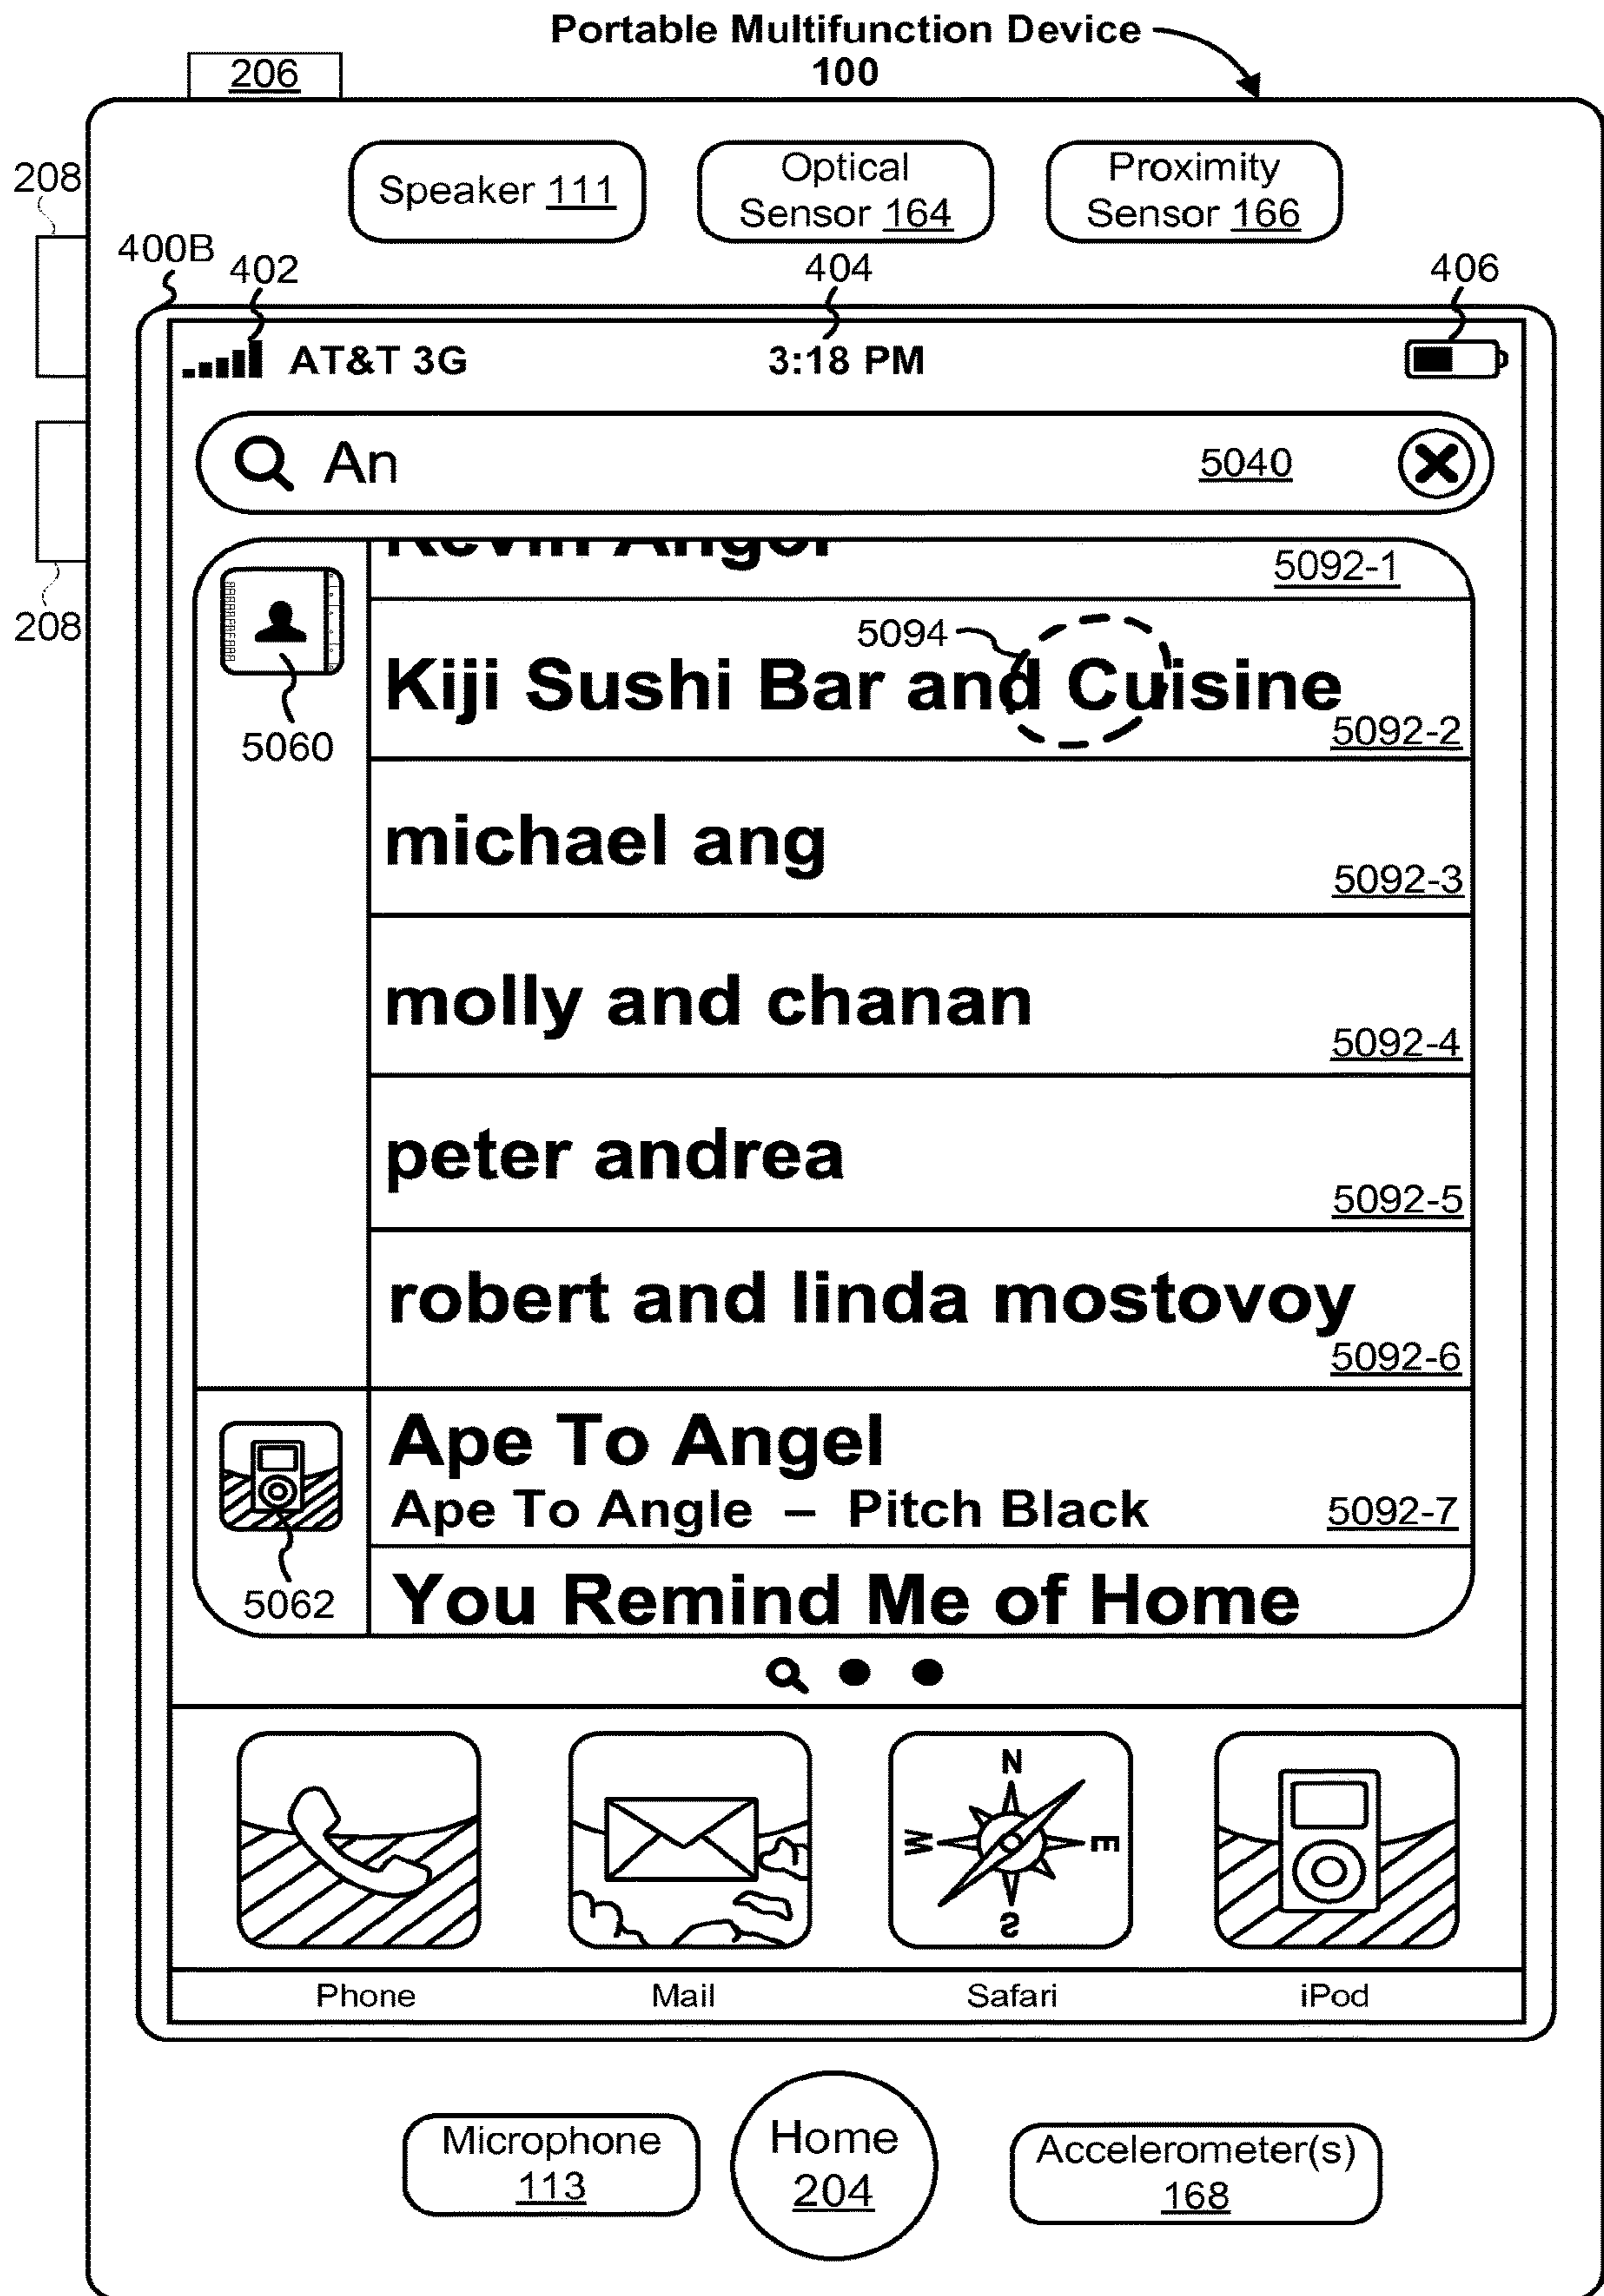 Portable Multifunction Device
100
206
208
Speaker 111
Optical
Sensor 164
Proximity
Sensor 166
400B
402
404
406
AT&T 3G
3:18 PM
An
5040
208
5092-1
5060
5094
Kiji Sushi Bar and Cuisine
5092-2
michael ang
5092-3
molly and chanan
5092-4
peter andrea
5092-5
robert and linda mostovoy
5092-6
Ape To Angel
Ape To Angle – Pitch Black
5092-7
5062
You Remind Me of Home
N
W
E
S
Phone
Mail
Safari
iPod
Microphone
113
Home
204
Accelerometer(s)
168